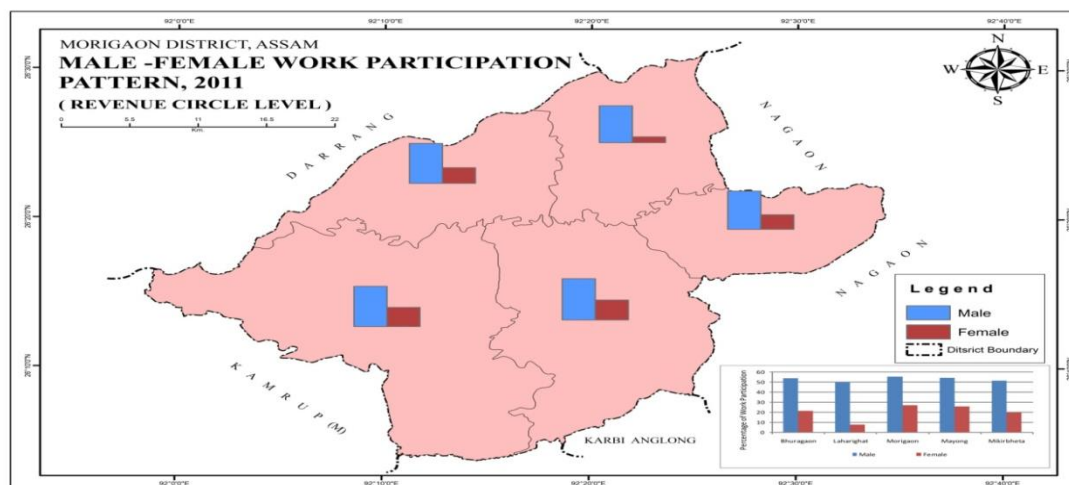 92°0'0"E 92°10'0"E 92°20'0"E 92°30'0"E 92°40'0"E
MORIGAON DISTRICT, ASSAM
MALE -FEMALE WORK PARTICIPATION
PATTERN, 2011
( REVENUE CIRCLE LEVEL )
0 5.5 11 16.5 22
Km.
N
W E
S
DARRANG
NAGAON
NAGAON
KAMRUP (M)
KARBI ANGLONG
Legend
Male
Female
Ditsrict Boundary
Percentage of Work Participation
60
50
40
30
20
10
0
Bhuragaon Laharighat Morigaon Mayong Mikirbheta
Male Female
92°0'0"E 92°10'0"E 92°20'0"E 92°30'0"E 92°40'0"E